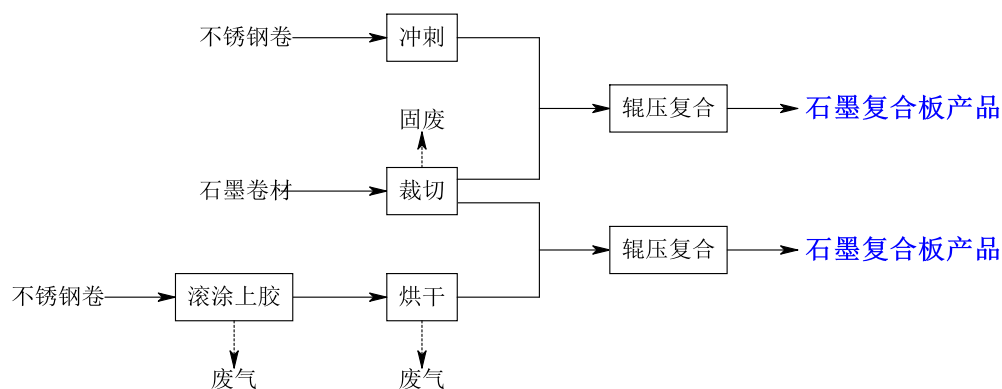 不锈钢卷
冲刺
辊压复合
石墨复合板产品
固废
石墨卷材
裁切
辊压复合
石墨复合板产品
不锈钢卷
滚涂上胶
烘干
废气
废气